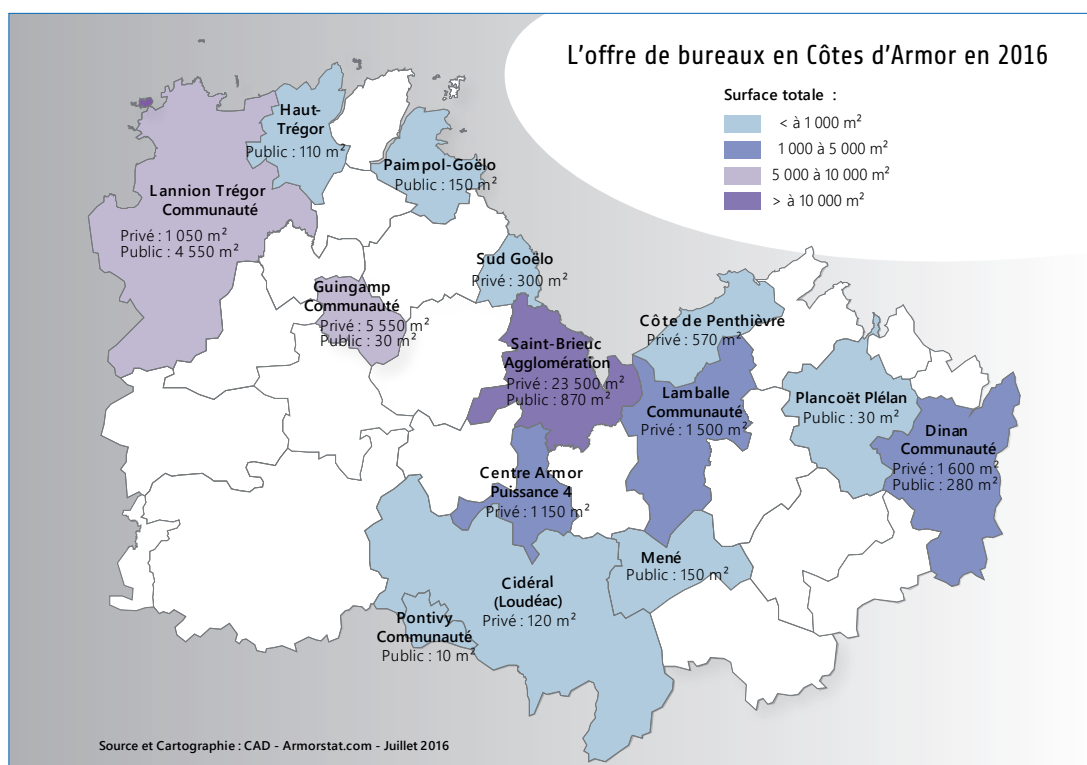 L'offre de bureaux en Côtes d'Armor en 2016
Surface totale :
< à 1 000 m²
1 000 à 5 000 m²
5 000 à 10 000 m²
> à 10 000 m²
Haut-
Trégor
Public : 110 m²
Paimpol-Goëlo
Public : 150 m²
Lannion Trégor
Communauté
Privé : 1 050 m²
Public : 4 550 m²
Sud Goëlo
Privé : 300 m²
Guingamp
Communauté
Privé : 5 550 m²
Public : 30 m²
Saint-Brieuc
Agglomération
Privé : 23 500 m²
Public : 870 m²
Côte de Penthièvre
Privé : 570 m²
Lamballe
Communauté
Privé : 1 500 m²
Plancoët Plélan
Public : 30 m²
Dinan
Communauté
Privé : 1 600 m²
Public : 280 m²
Centre Armor
Puissance 4
Privé : 1 150 m²
Mené
Public : 150 m²
Cidéral
(Loudéac)
Privé : 120 m²
Pontivy
Communauté
Public : 10 m²
Source et Cartographie : CAD - Armorstat.com - Juillet 2016